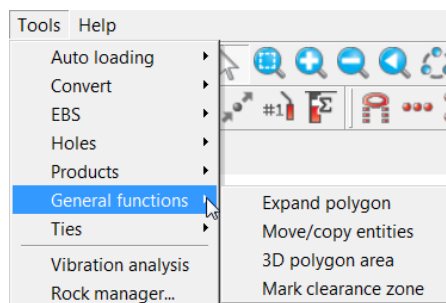 Tools Help
Auto loading
Convert
EBS
#1
Σ
Holes
Products
General functions
Expand polygon
Ties
Move/copy entities
3D polygon area
Vibration analysis
Mark clearance zone
Rock manager...